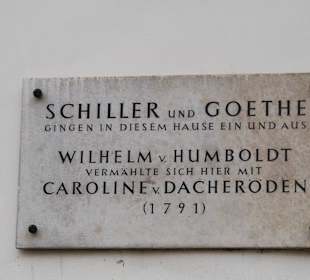 SCHILLER UND GOETHE
GINGEN IN DIESEM HAUSE EIN UND AUS
WILHELM v. HUMBOLDT
VERMÄHLTE SICH HIER MIT
CAROLINE v. DACHERÖDEN
(1791)